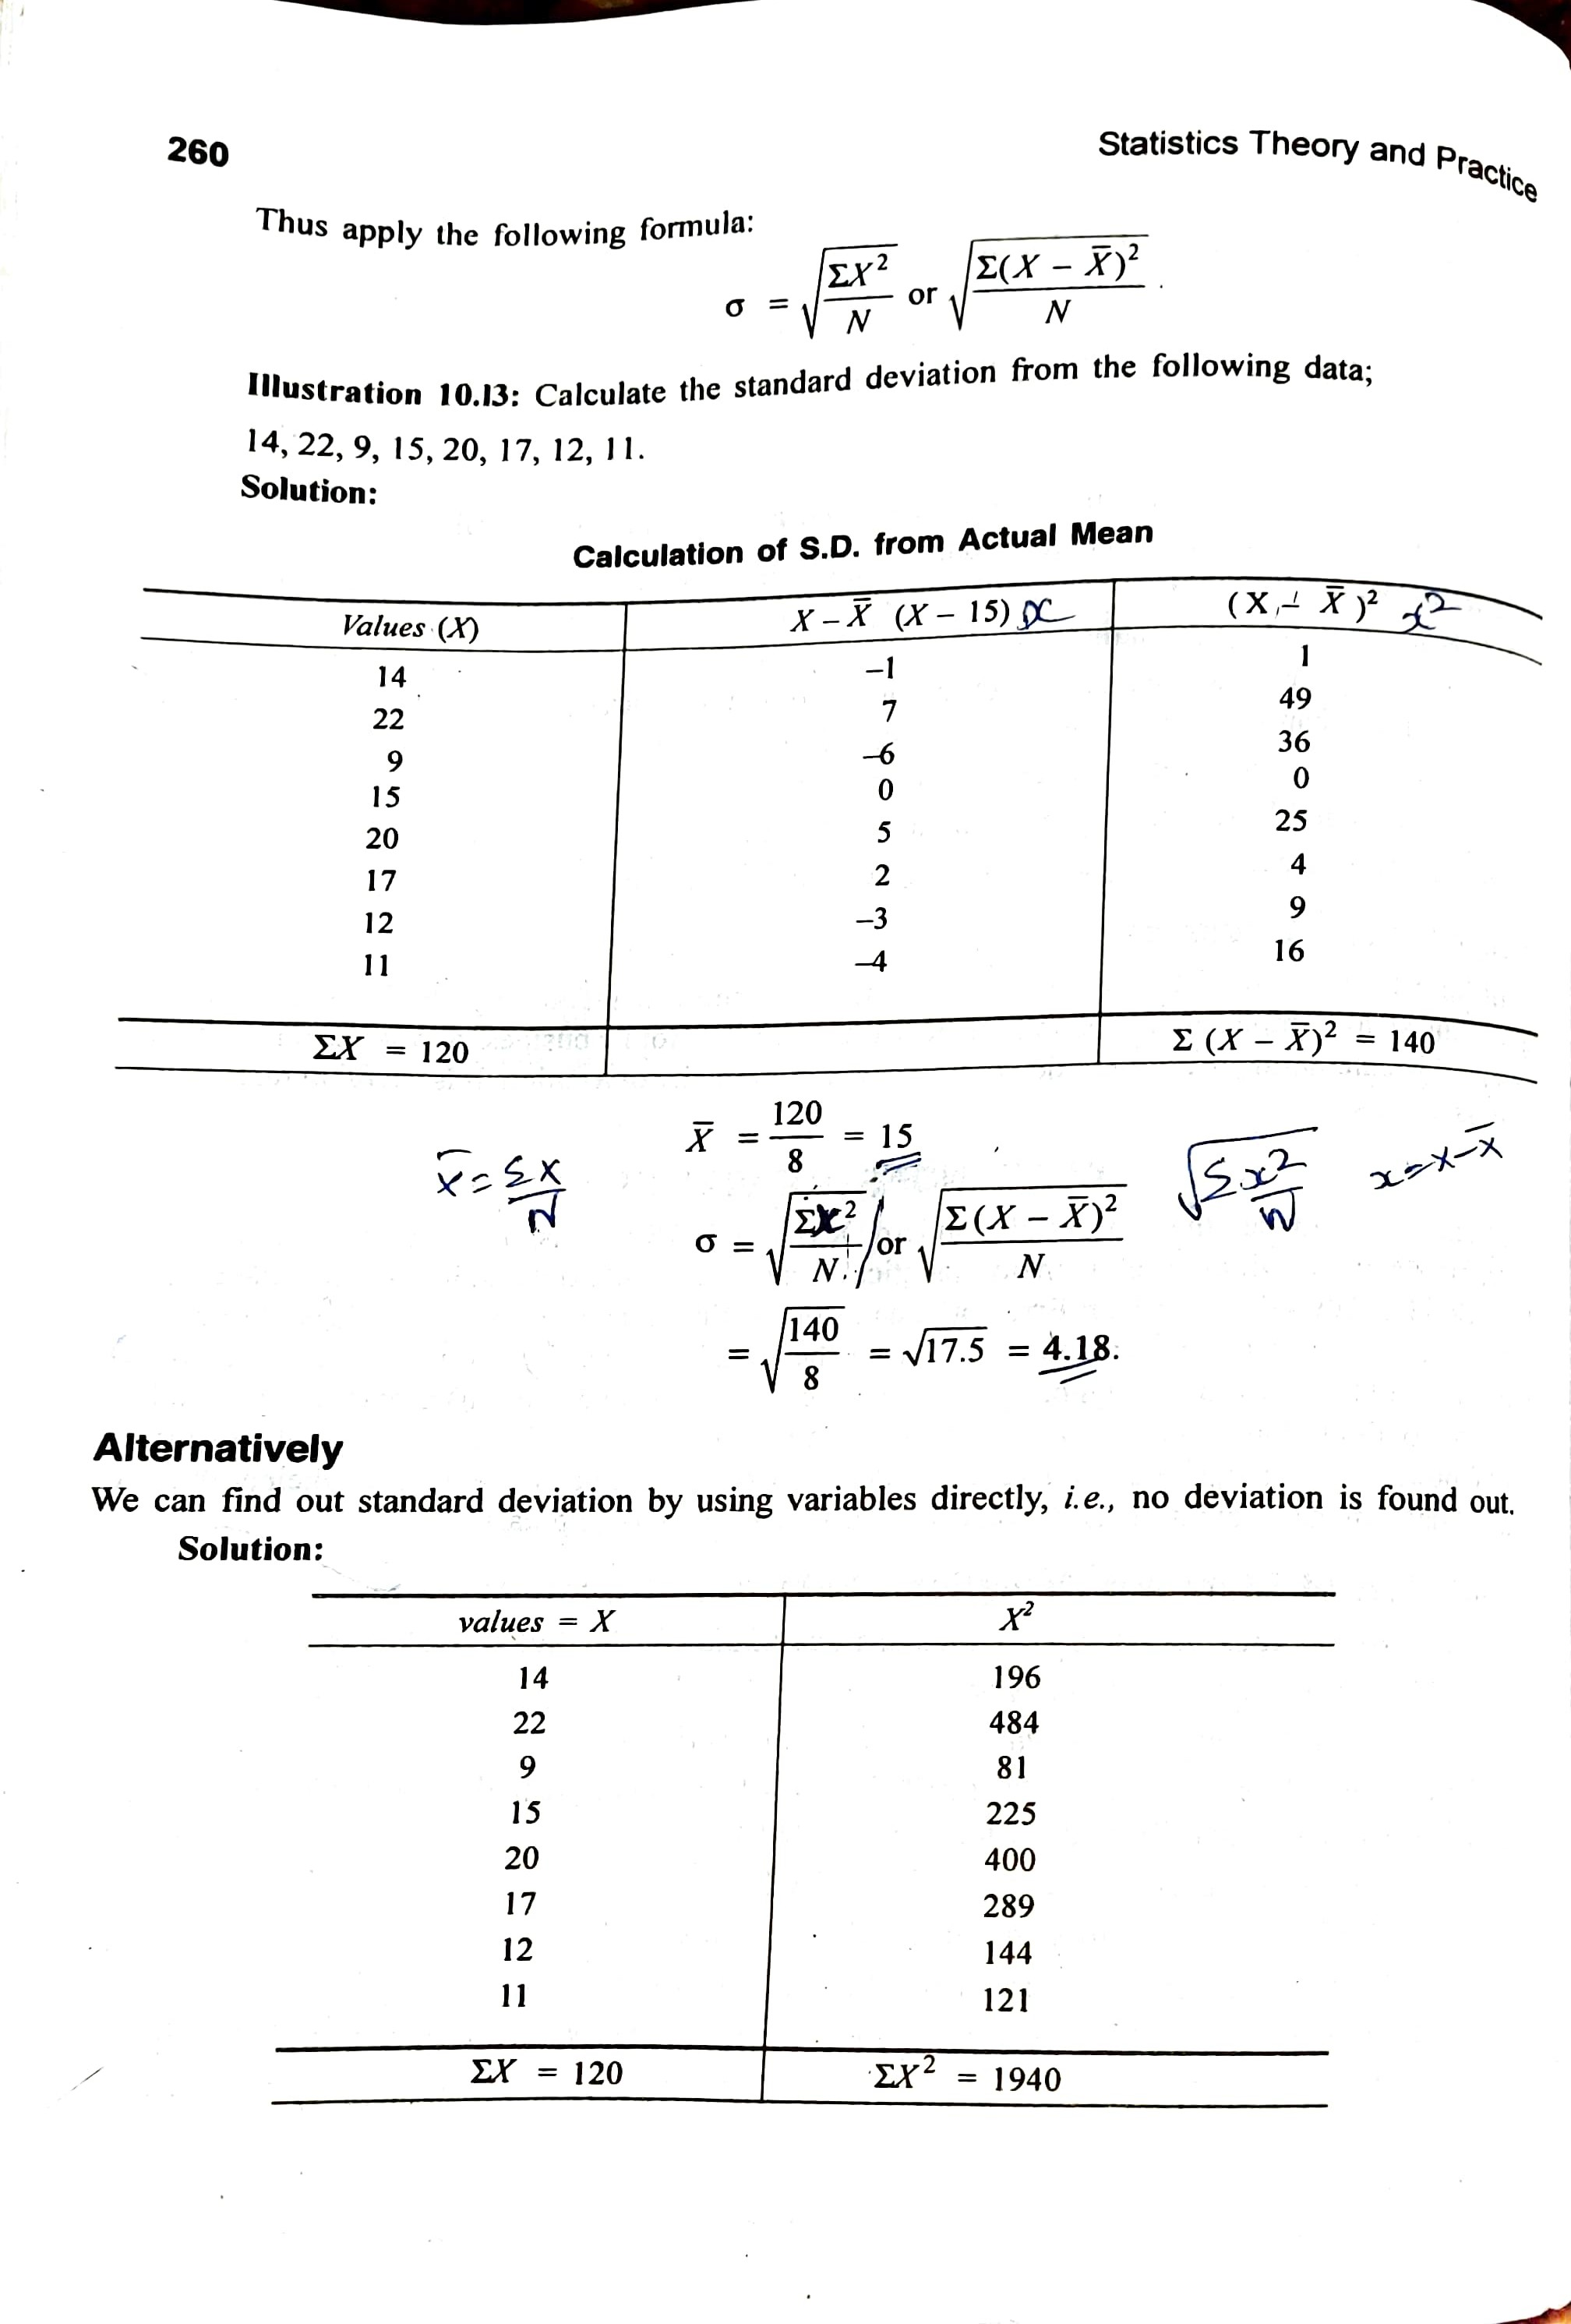 260
Statistics Theory and Practice
Thus apply the following formula:
σ = √(ΣX²/N) or √(Σ(X – X̄)²/N).
Illustration 10.13: Calculate the standard deviation from the following data;
14, 22, 9, 15, 20, 17, 12, 11.
Solution:
Calculation of S.D. from Actual Mean
Values (X) X – X̄ (X – 15) x (X – X̄)² x²
14 –1 1
22 7 49
9 –6 36
15 0 0
20 5 25
17 2 4
12 –3 9
11 –4 16
ΣX = 120 Σ (X – X̄)² = 140
X̄ = 120/8 = 15
X̄ = ΣX/N √(Σx²/N) x = X – X̄
σ = √(Σx²/N) or √(Σ(X – X̄)²/N)
= √(140/8) = √17.5 = 4.18.
Alternatively
We can find out standard deviation by using variables directly, i.e., no deviation is found out.
Solution:
values = X X²
14 196
22 484
9 81
15 225
20 400
17 289
12 144
11 121
ΣX = 120 ΣX² = 1940